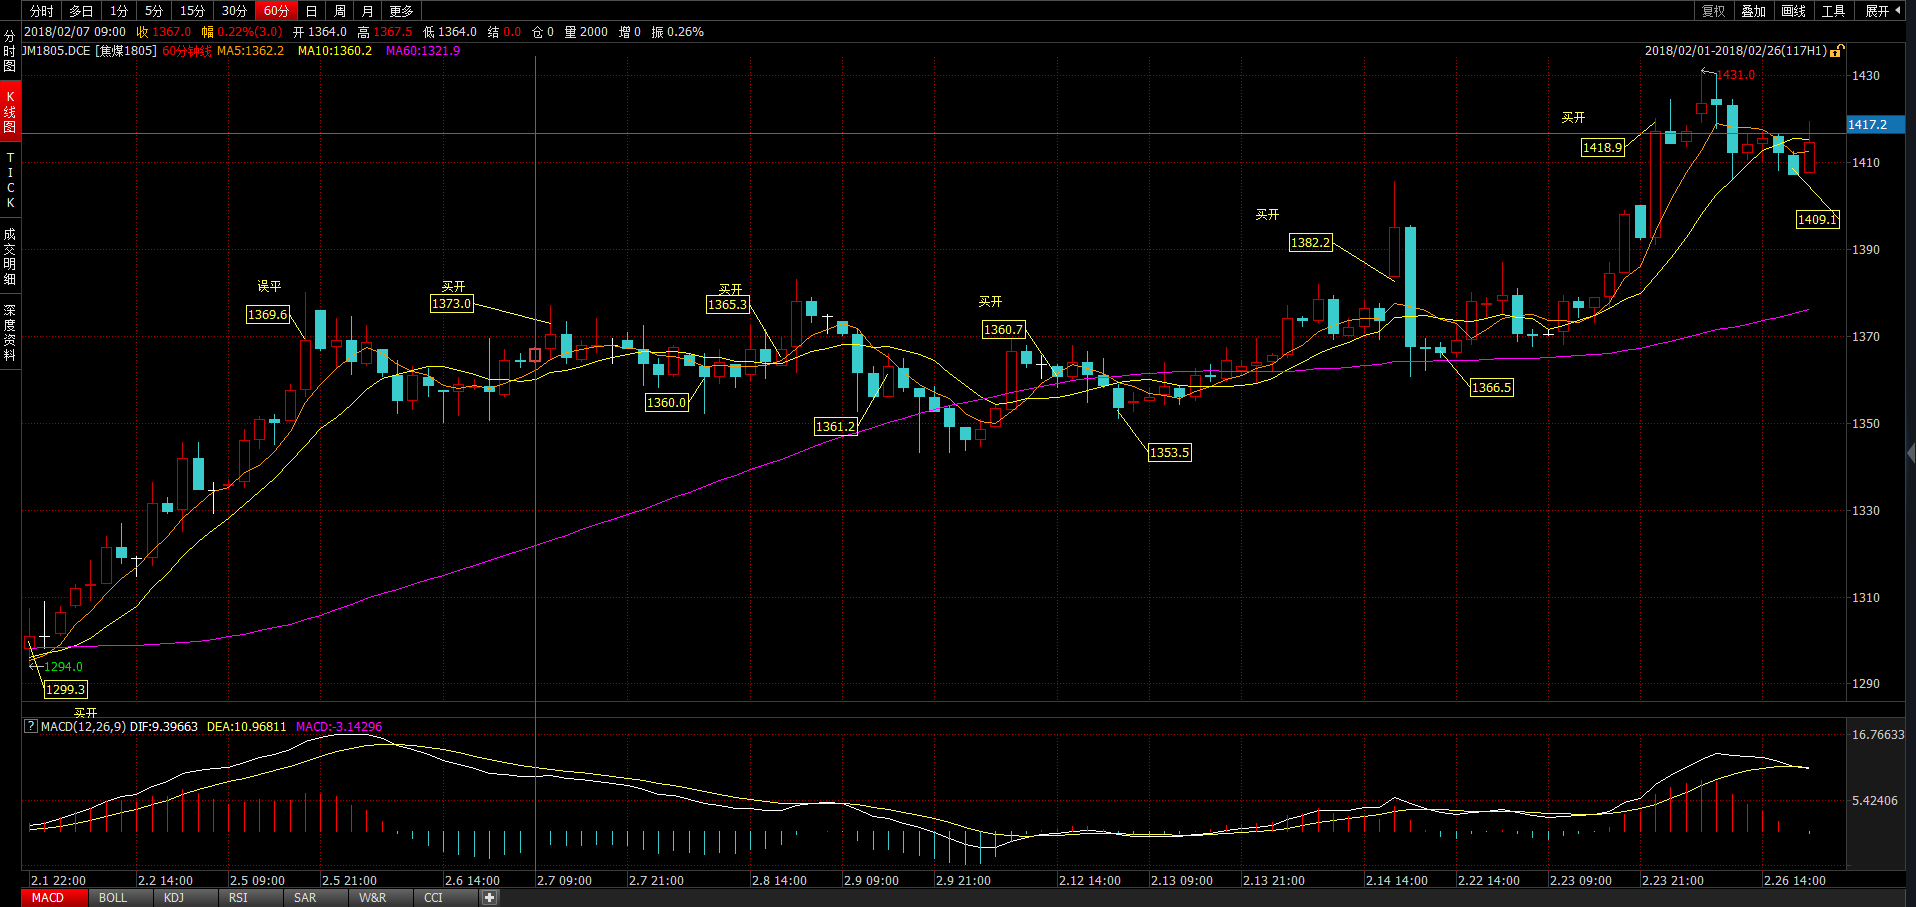 分时 多日 1分 5分 15分 30分 60分 日 周 月 更多 复权 叠加 画线 工具 展开
2018/02/07 09:00 收 1367.0 幅 0.22%(3.0) 开 1364.0 高 1367.5 低 1364.0 结 0.0 仓 0 量 2000 增 0 振 0.26%
JM1805.DCE [焦煤1805] 60分钟线 MA5:1362.2 MA10:1360.2 MA60:1321.9 2018/02/01-2018/02/26(117H1)
分时图
K线图
TICK
成交明细
深度资料
1431.0
1430
买开
1417.2
1418.9
1410
1409.1
买开
1382.2
1390
误平
买开
买开
买开
1369.6
1373.0
1365.3
1360.7
1370
1366.5
1360.0
1361.2
1350
1353.5
1330
1310
1294.0
1299.3
1290
买开
? MACD(12,26,9) DIF:9.39663 DEA:10.96811 MACD:-3.14296
16.76633
5.42406
2.1 22:00 2.2 14:00 2.5 09:00 2.5 21:00 2.6 14:00 2.7 09:00 2.7 21:00 2.8 14:00 2.9 09:00 2.9 21:00 2.12 14:00 2.13 09:00 2.13 21:00 2.14 14:00 2.22 14:00 2.23 09:00 2.23 21:00 2.26 14:00
MACD BOLL KDJ RSI SAR W&R CCI